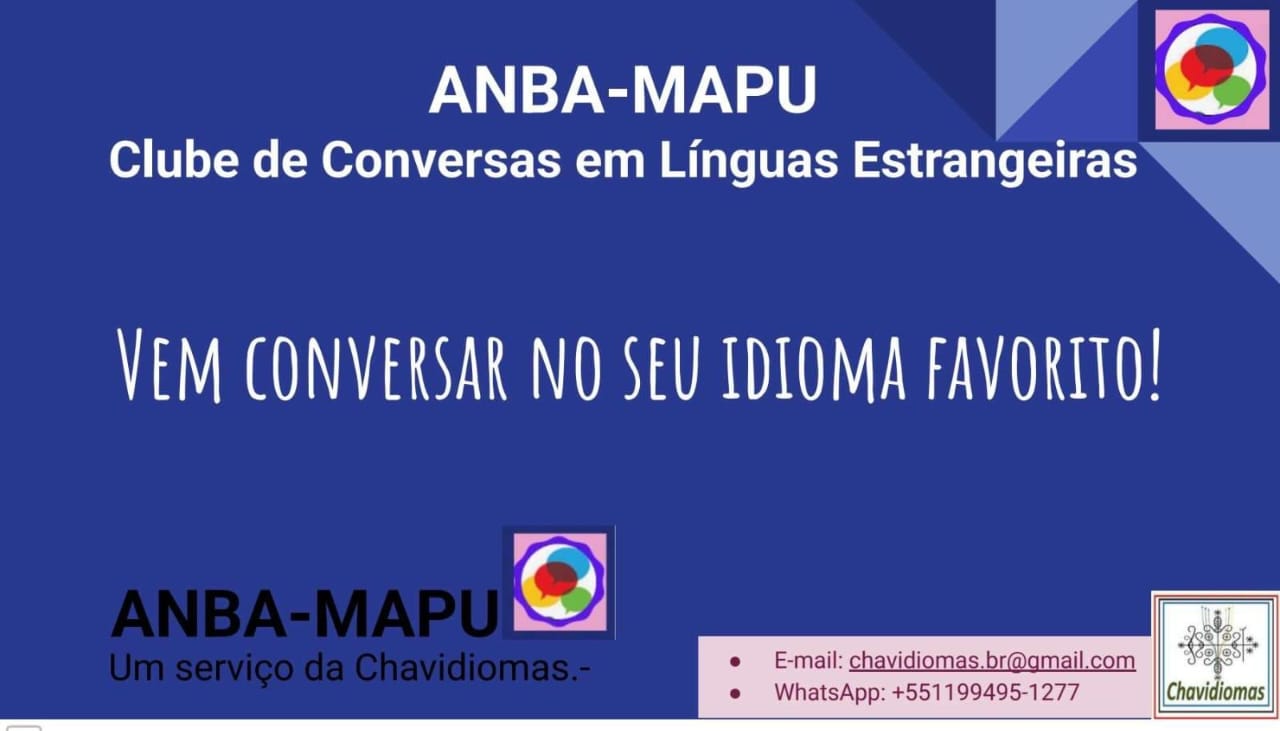 ANBA-MAPU
Clube de Conversas em Línguas Estrangeiras
VEM CONVERSAR NO SEU IDIOMA FAVORITO!
ANBA-MAPU
Um serviço da Chavidiomas.-
● E-mail: chavidiomas.br@gmail.com
● WhatsApp: +551199495-1277
Chavidiomas